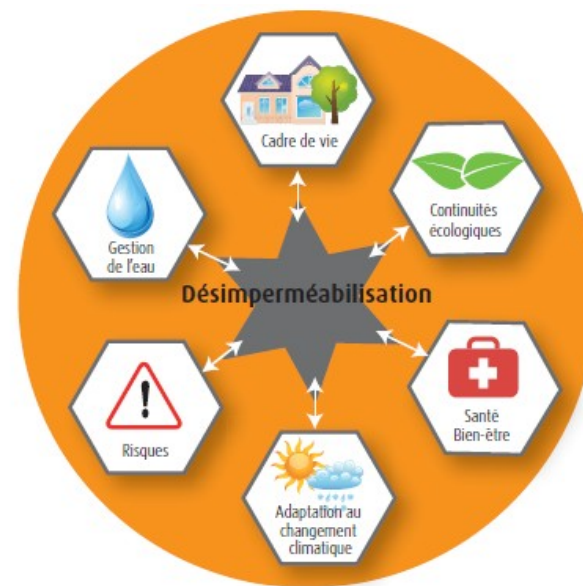 Cadre de vie
Continuités
écologiques
Gestion
de l'eau
Désimperméabilisation
Santé
Bien-être
Risques
Adaptation au
changement
climatique